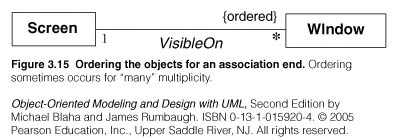 {ordered}
Screen
WIndow
1
VisibleOn
*
Figure 3.15 Ordering the objects for an association end. Ordering
sometimes occurs for "many" multiplicity.
Object-Oriented Modeling and Design with UML, Second Edition by
Michael Blaha and James Rumbaugh. ISBN 0-13-1-015920-4. © 2005
Pearson Education, Inc., Upper Saddle River, NJ. All rights reserved.